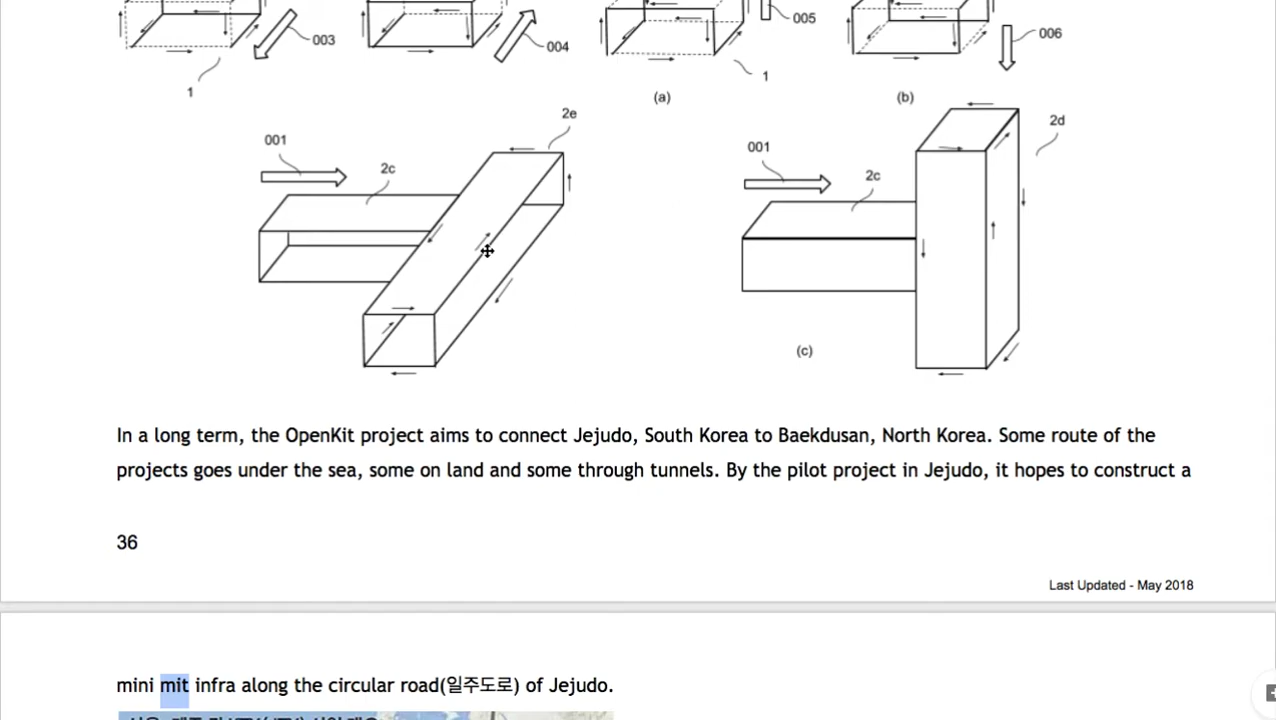 003
004
005
006
1
1
(a)
(b)
001
2c
2e
001
2c
2d
(c)
In a long term, the OpenKit project aims to connect Jejudo, South Korea to Baekdusan, North Korea. Some route of the
projects goes under the sea, some on land and some through tunnels. By the pilot project in Jejudo, it hopes to construct a
36
Last Updated - May 2018
mini mit infra along the circular road(일주도로) of Jejudo.